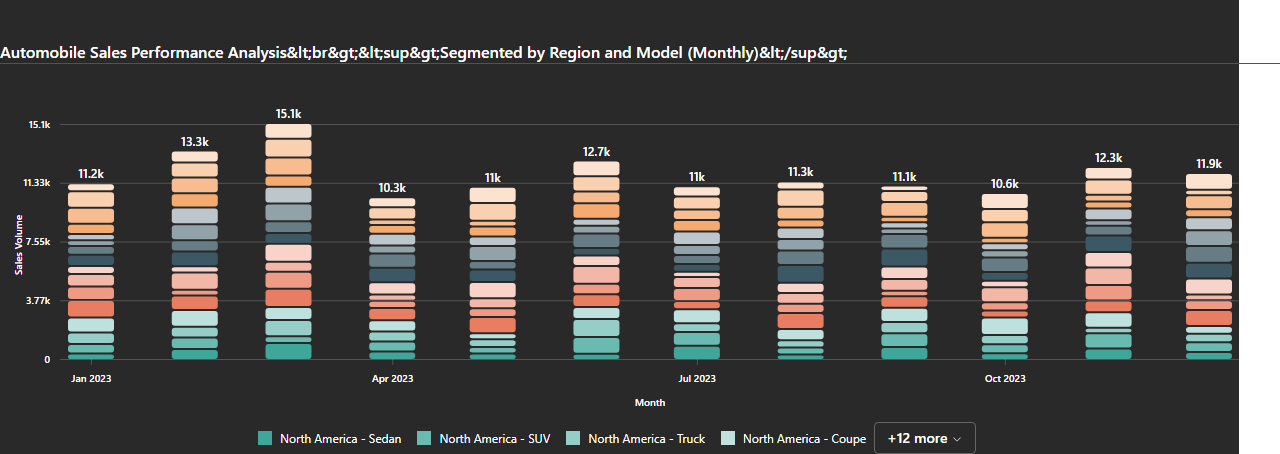 Automobile Sales Performance Analysis&lt;br&gt;&lt;sup&gt;Segmented by Region and Model (Monthly)&lt;/sup&gt;
15.1k
13.3k
12.7k
12.3k
11.2k
10.3k
11k
11k
11.3k
11.1k
10.6k
11.9k
15.1k
11.33k
7.55k
3.77k
0
Sales Volume
Jan 2023
Apr 2023
Jul 2023
Oct 2023
Month
North America - Sedan
North America - SUV
North America - Truck
North America - Coupe
+12 more